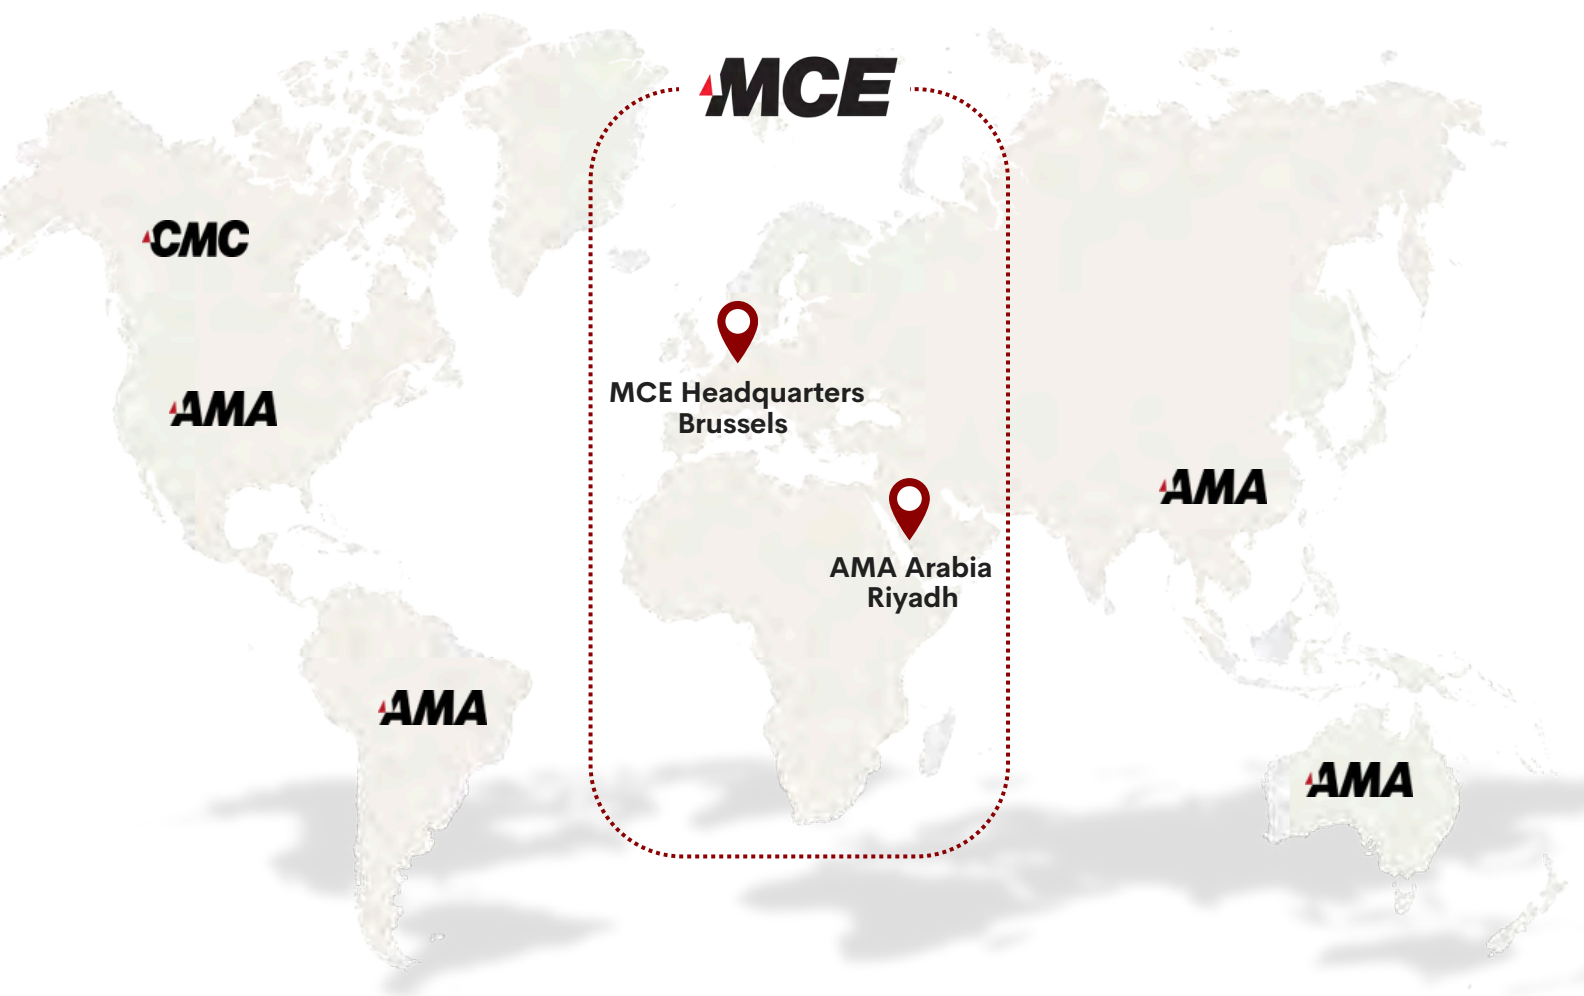 MCE
CMC
MCE Headquarters
Brussels
AMA
AMA
AMA Arabia
Riyadh
AMA
AMA